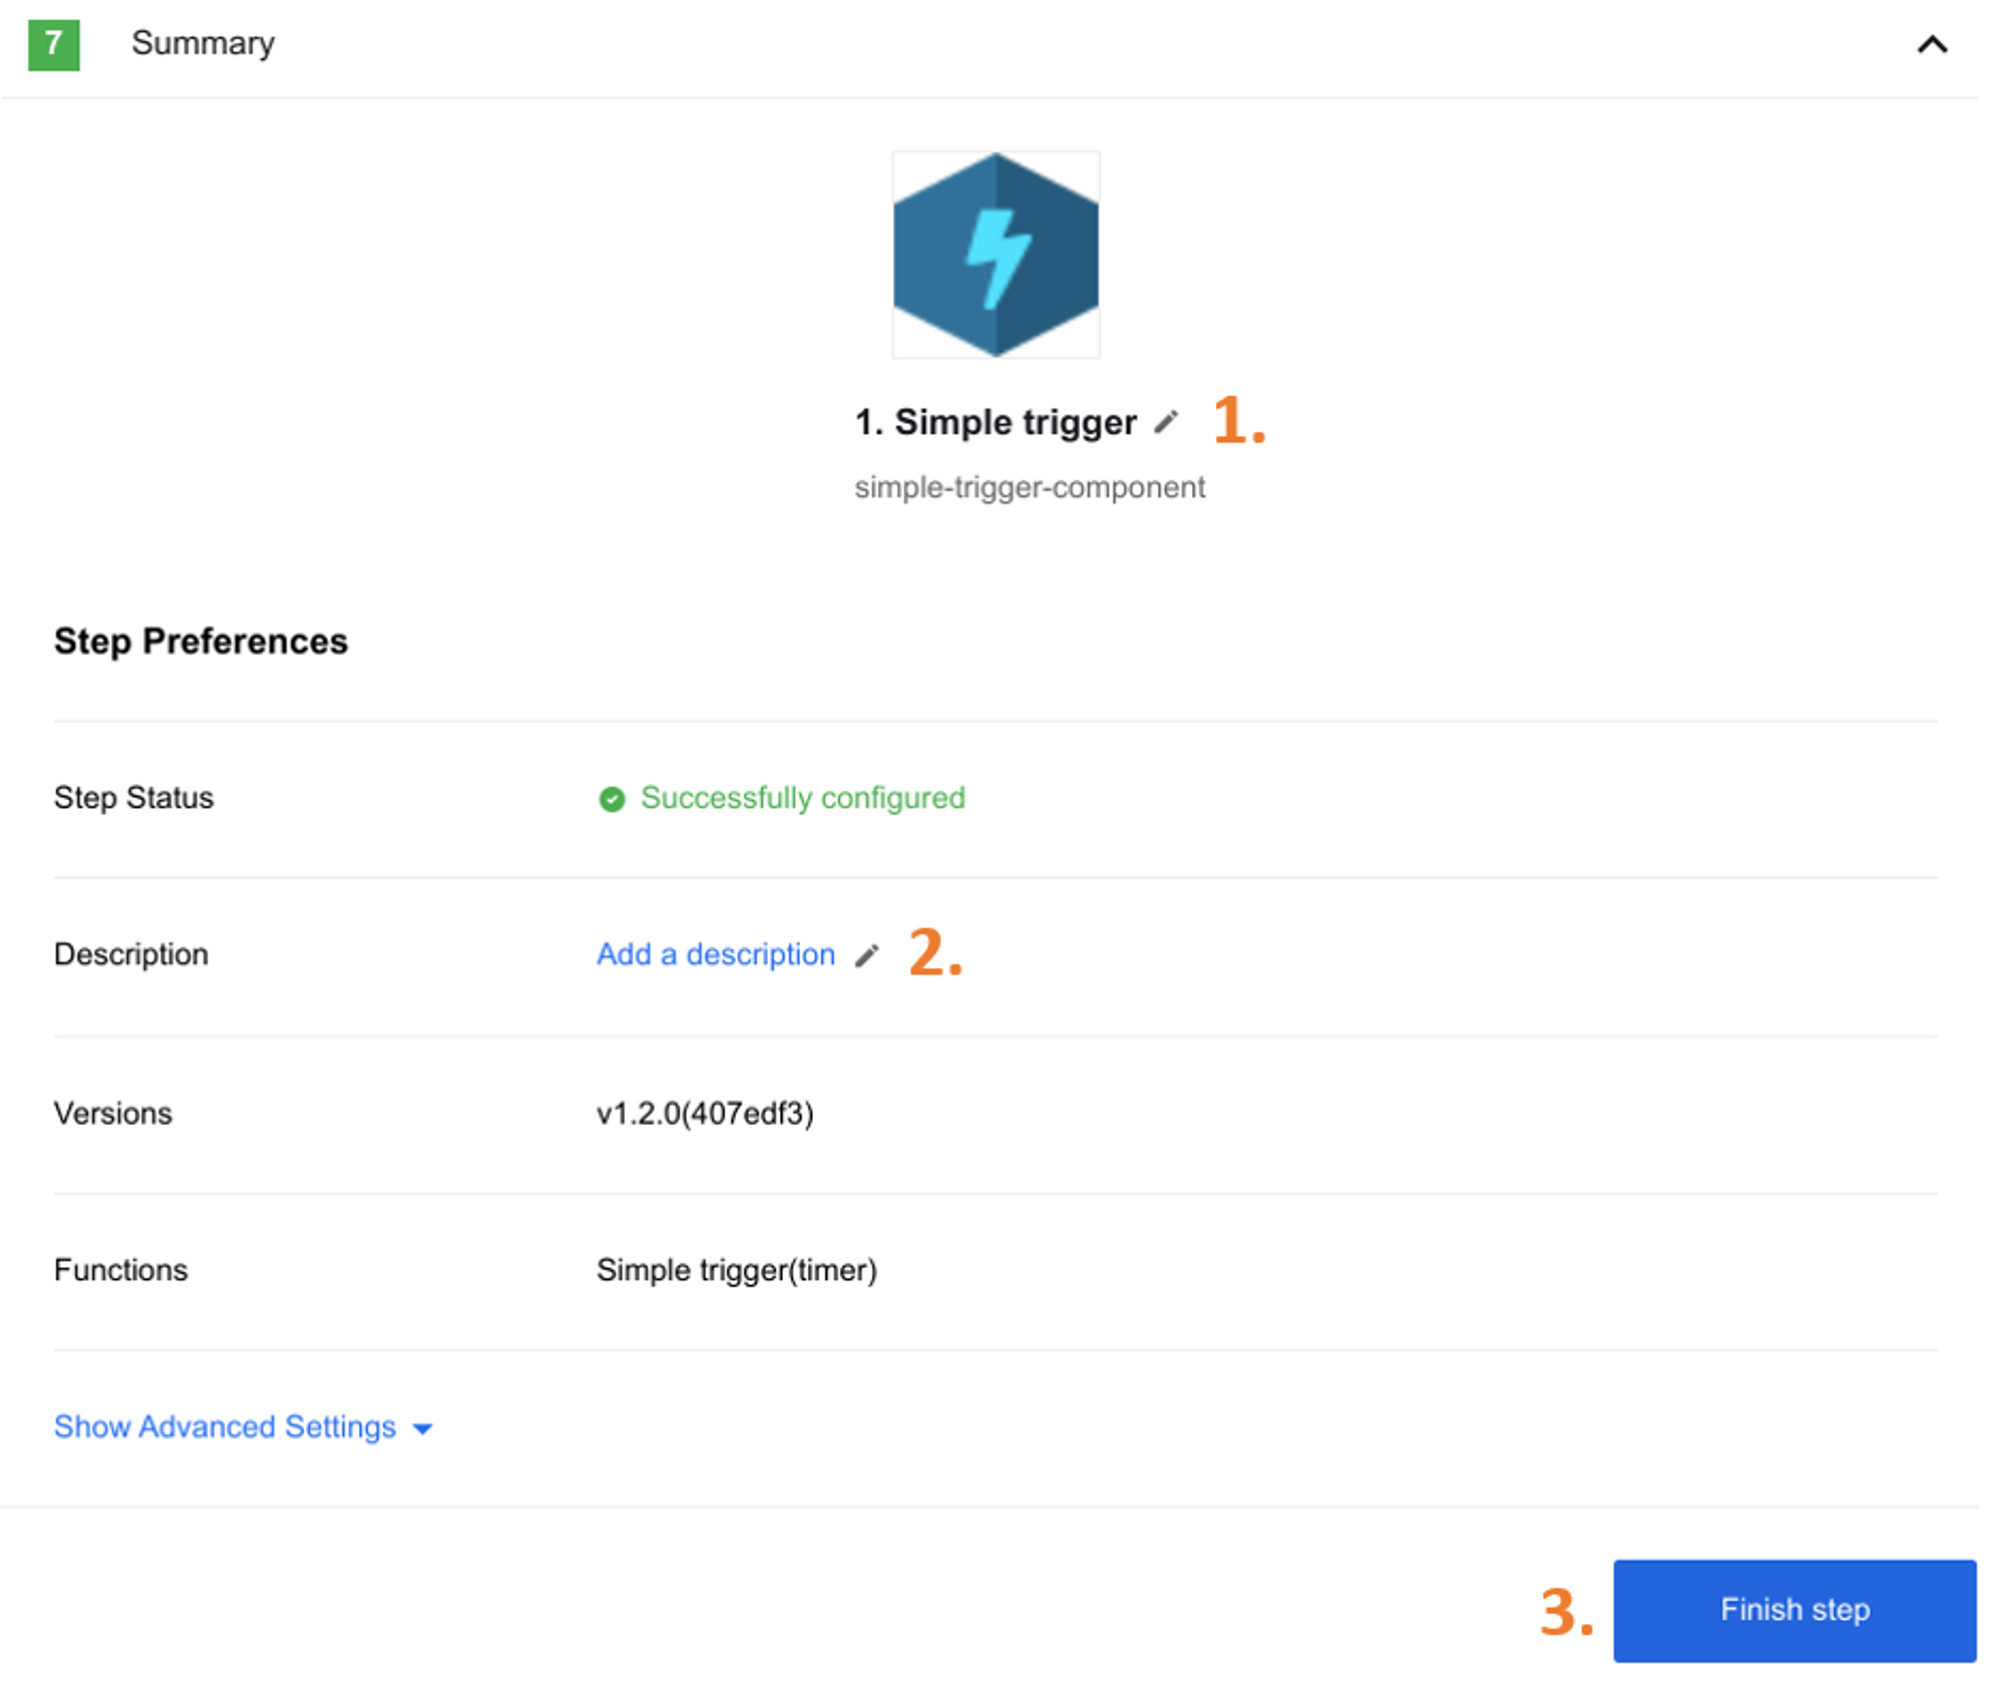 7 Summary
1. Simple trigger 1.
simple-trigger-component
Step Preferences
Step Status Successfully configured
Description Add a description 2.
Versions v1.2.0(407edf3)
Functions Simple trigger(timer)
Show Advanced Settings
3. Finish step